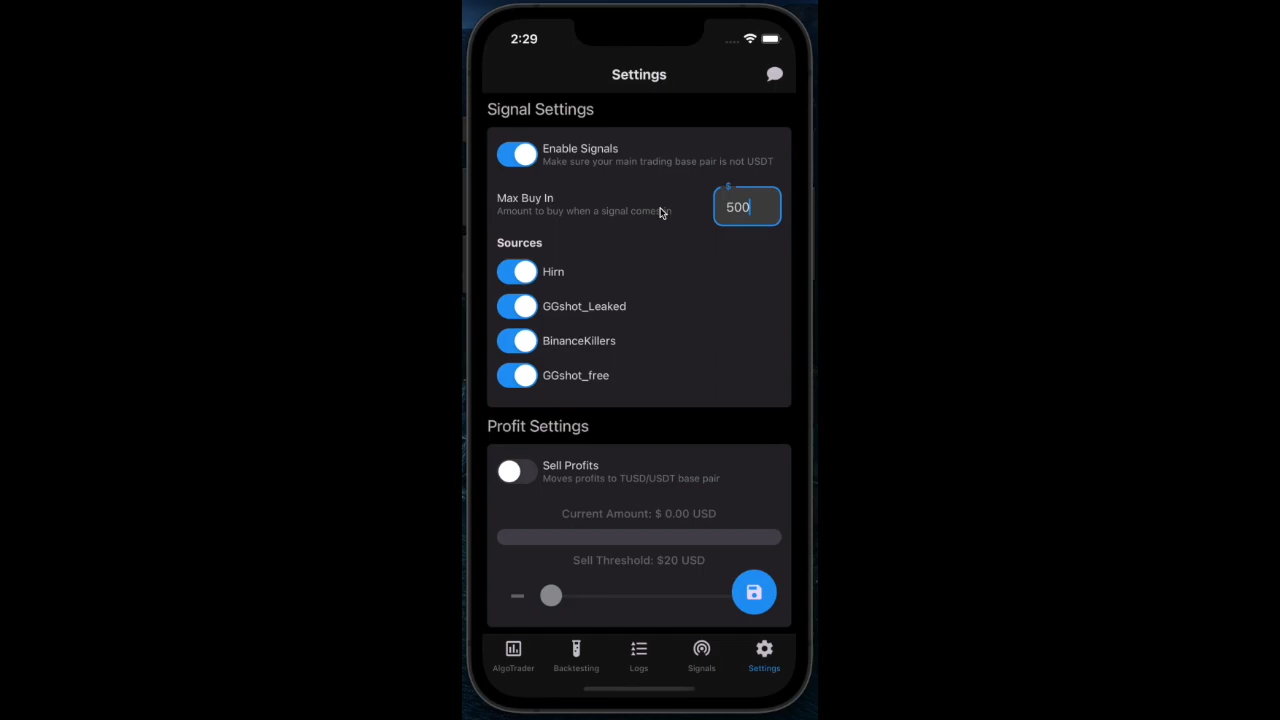 2:29
Settings
Signal Settings
Enable Signals
Make sure your main trading base pair is not USDT
$
Max Buy In
Amount to buy when a signal comes in
500
Sources
Hirn
GGshot_Leaked
BinanceKillers
GGshot_free
Profit Settings
Sell Profits
Moves profits to TUSD/USDT base pair
Current Amount: $ 0.00 USD
Sell Threshold: $20 USD
AlgoTrader Backtesting Logs Signals Settings